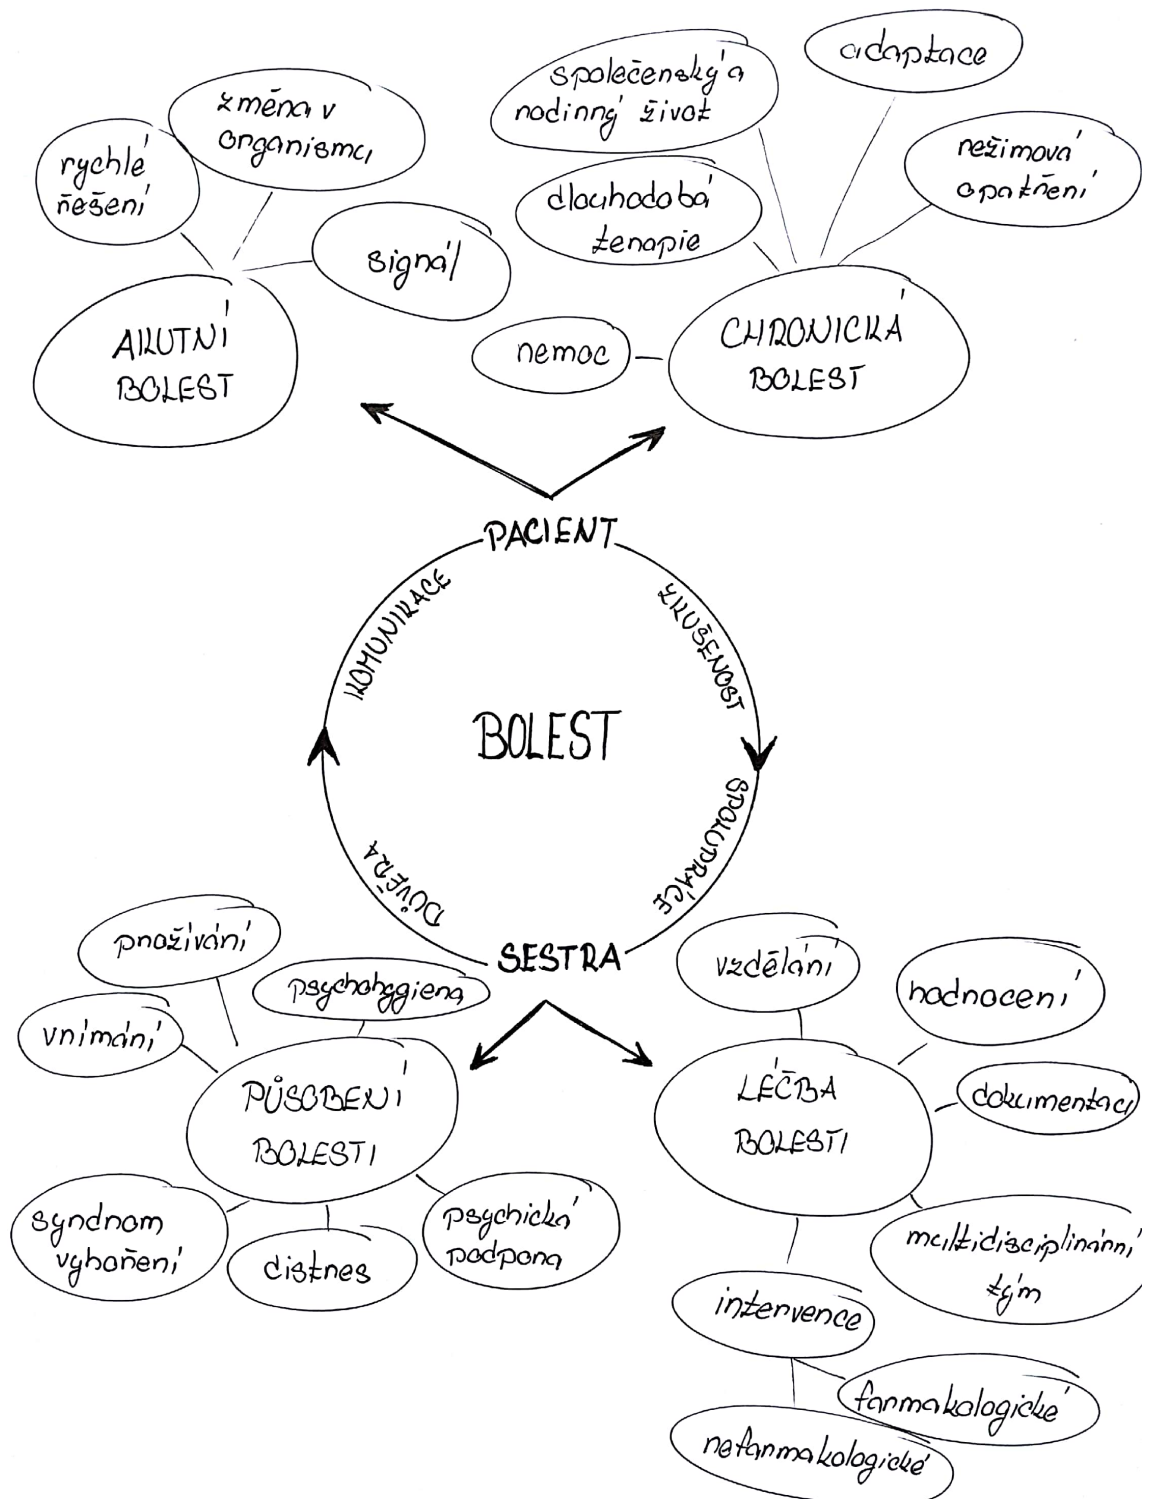 adaptace
společenský a
rodinný život
změna v
organismu
rychlé
řešení
režimová
opatření
dlouhodobá
terapie
signál
AKUTNÍ
BOLEST
nemoc
CHRONICKÁ
BOLEST
PACIENT
KOMUNIKACE
ZKUŠENOST
BOLEST
DŮVĚRA
SPOLUPRÁCE
SESTRA
prožívání
psychohygiena
vnímání
PŮSOBENÍ
BOLESTI
syndrom
vyhoření
distres
psychická
podpora
vzdělání
hodnocení
LÉČBA
BOLESTI
dokumentaci
multidisciplinární
tým
intervence
farmakologické
nefarmakologické